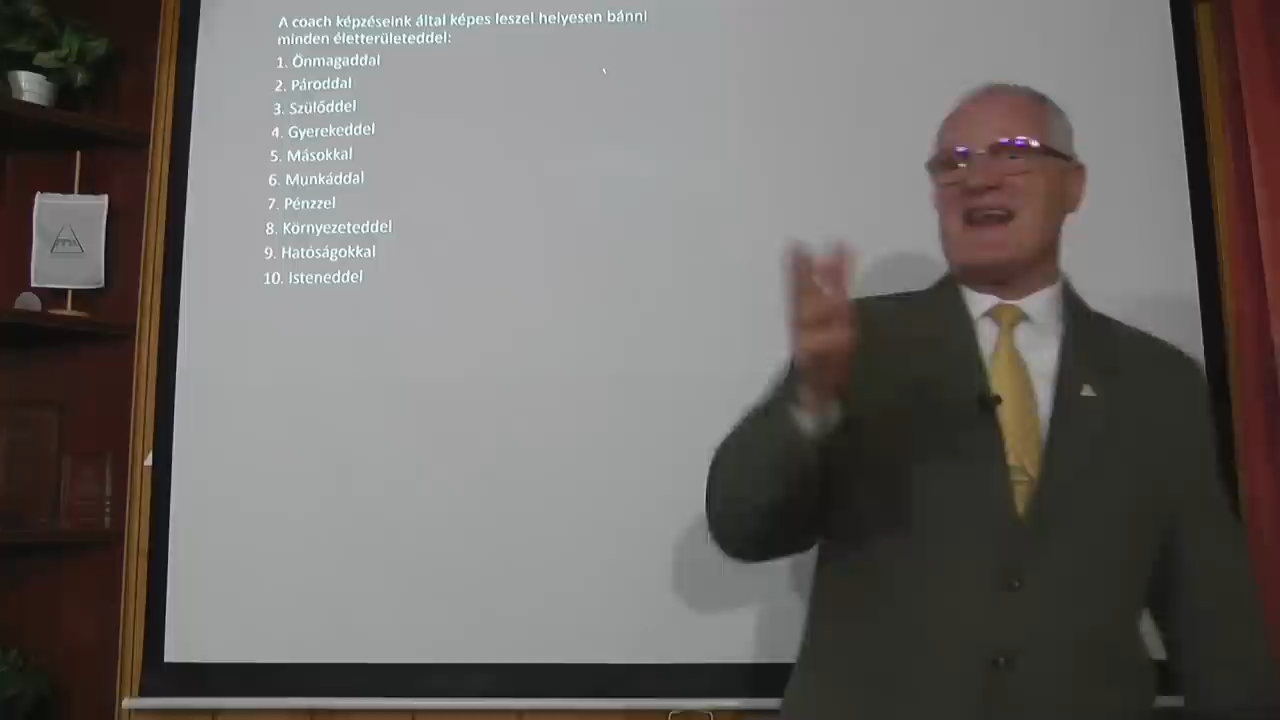 A coach képzéseink által képes leszel helyesen bánni
minden életterületeddel:
1. Önmagaddal
2. Pároddal
3. Szülőddel
4. Gyerekeddel
5. Másokkal
6. Munkáddal
7. Pénzzel
8. Környezeteddel
9. Hatóságokkal
10. Isteneddel